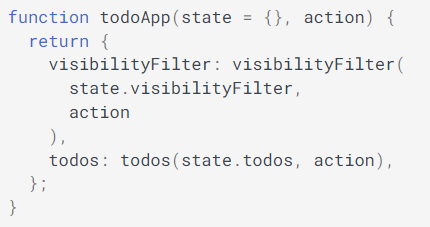 function todoApp(state = {}, action) {
  return {
    visibilityFilter: visibilityFilter(
      state.visibilityFilter,
      action
    ),
    todos: todos(state.todos, action),
  };
}